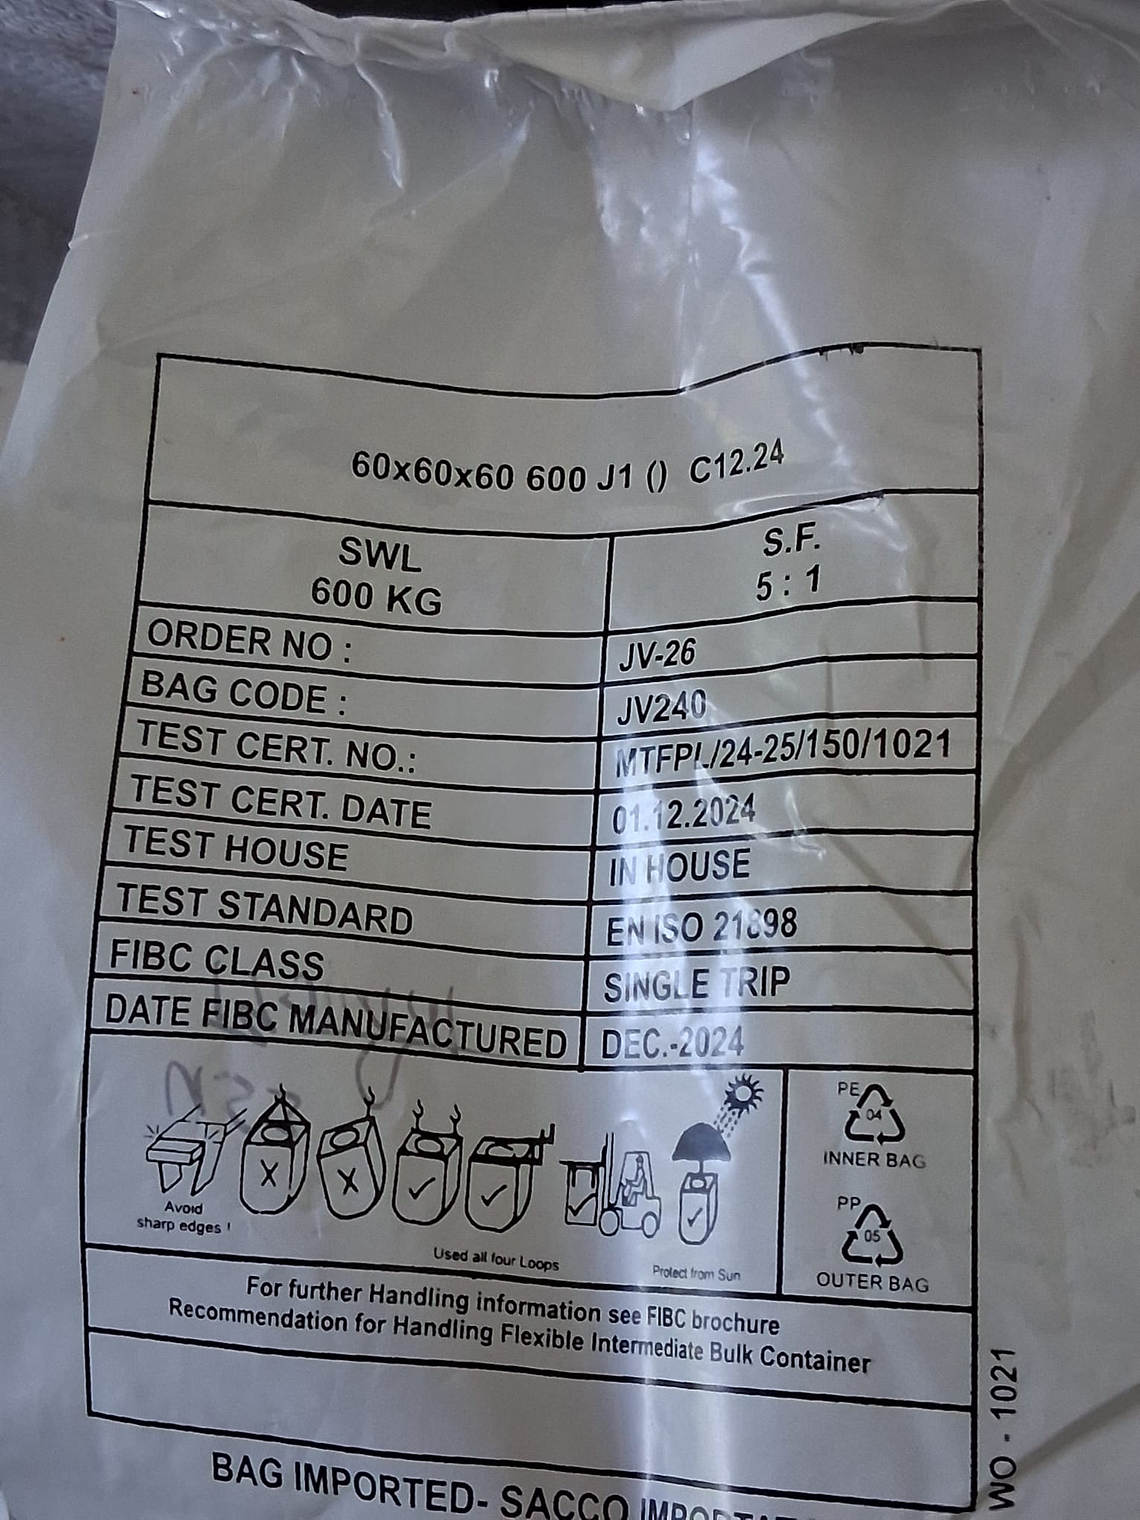 60x60x60 600 J1 () C12.24
SWL
600 KG
S.F.
5 : 1
ORDER NO : JV-26
BAG CODE : JV240
TEST CERT. NO.: MTFPL/24-25/150/1021
TEST CERT. DATE 01.12.2024
TEST HOUSE IN HOUSE
TEST STANDARD EN ISO 21898
FIBC CLASS SINGLE TRIP
DATE FIBC MANUFACTURED DEC.-2024
Avoid
sharp edges !
Used all four Loops
Protect from Sun
PE
04
INNER BAG
PP
05
OUTER BAG
For further Handling information see FIBC brochure
Recommendation for Handling Flexible Intermediate Bulk Container
WO - 1021
BAG IMPORTED- SACCO